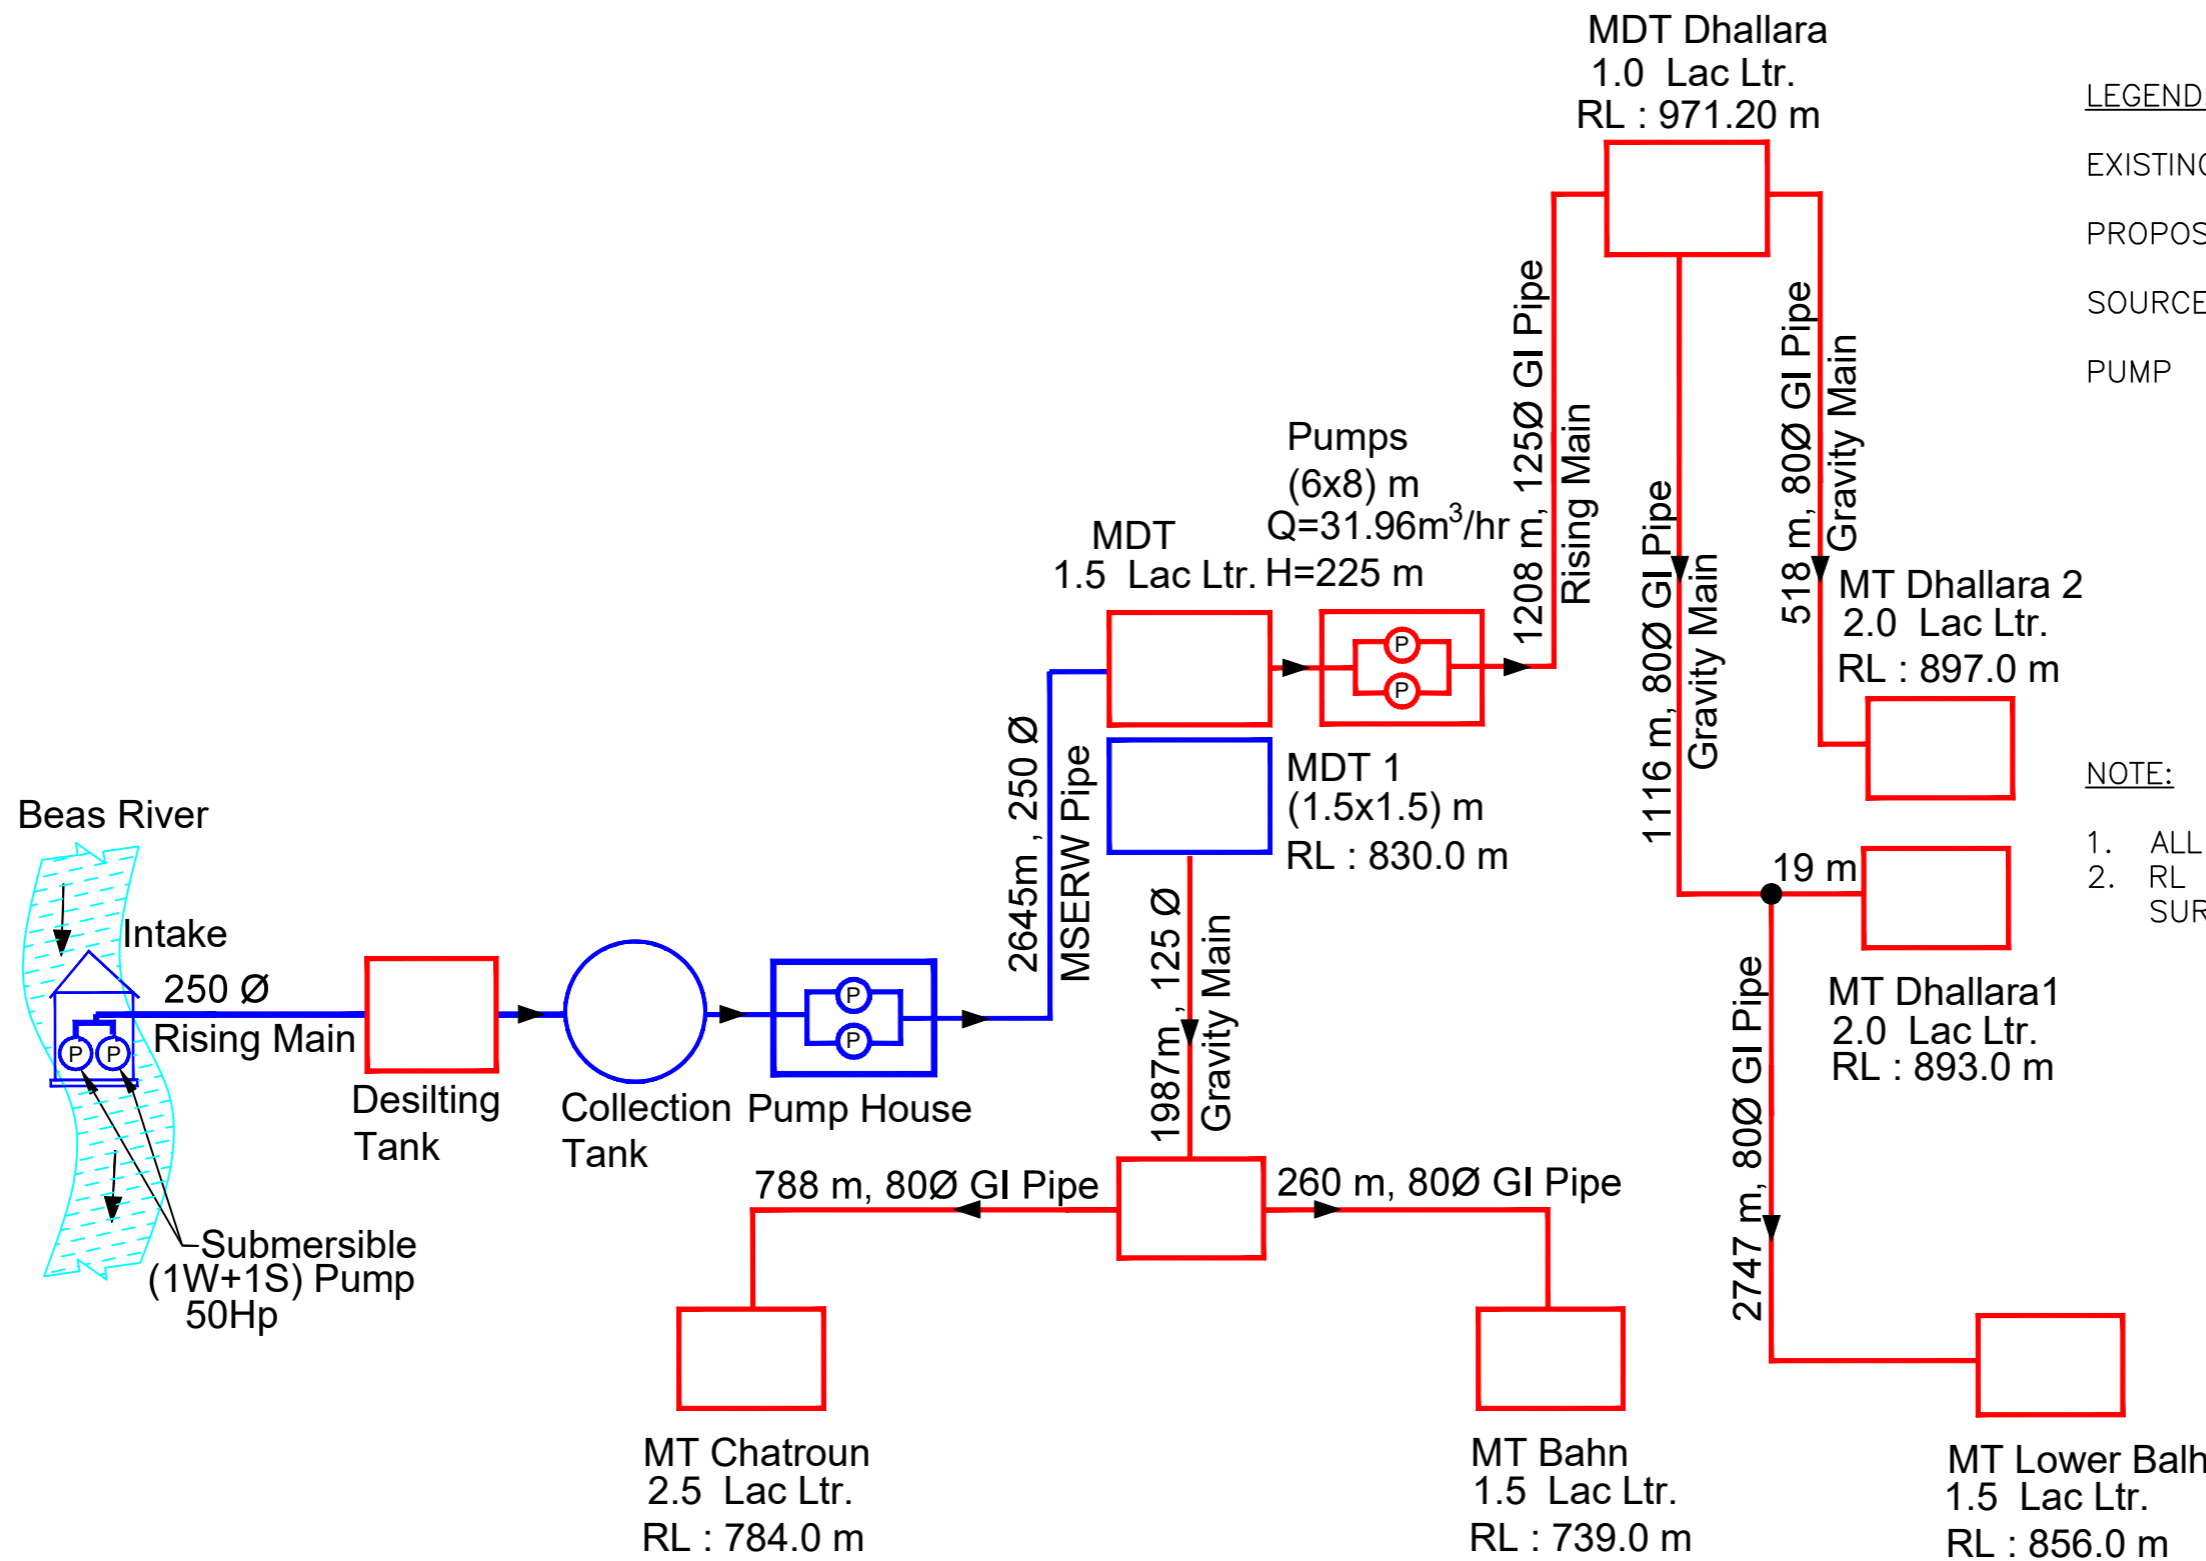 MDT Dhallara
1.0 Lac Ltr.
RL : 971.20 m
LEGEND:
EXISTING
PROPOS
SOURCE
PUMP
1208 m, 125Ø GI Pipe
Rising Main
1116 m, 80Ø GI Pipe
Gravity Main
518 m, 80Ø GI Pipe
Gravity Main
Pumps
(6x8) m
Q=31.96m³/hr
H=225 m
MDT
1.5 Lac Ltr.
P
P
MT Dhallara 2
2.0 Lac Ltr.
RL : 897.0 m
MDT 1
(1.5x1.5) m
RL : 830.0 m
2645m , 250 Ø
MSERW Pipe
NOTE:
1. ALL
2. RL
SUR
Beas River
Intake
250 Ø
Rising Main
P
P
Desilting
Tank
Collection
Tank
P
P
Pump House
1987m , 125 Ø
Gravity Main
19 m
MT Dhallara1
2.0 Lac Ltr.
RL : 893.0 m
2747 m, 80Ø GI Pipe
Submersible
(1W+1S) Pump
50Hp
788 m, 80Ø GI Pipe
260 m, 80Ø GI Pipe
MT Chatroun
2.5 Lac Ltr.
RL : 784.0 m
MT Bahn
1.5 Lac Ltr.
RL : 739.0 m
MT Lower Balh
1.5 Lac Ltr.
RL : 856.0 m